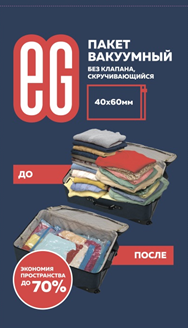 eG
ПАКЕТ
ВАКУУМНЫЙ
БЕЗ КЛАПАНА,
СКРУЧИВАЮЩИЙСЯ
40х60мм
ДО
ПОСЛЕ
ЭКОНОМИЯ
ПРОСТРАНСТВА
ДО 70%